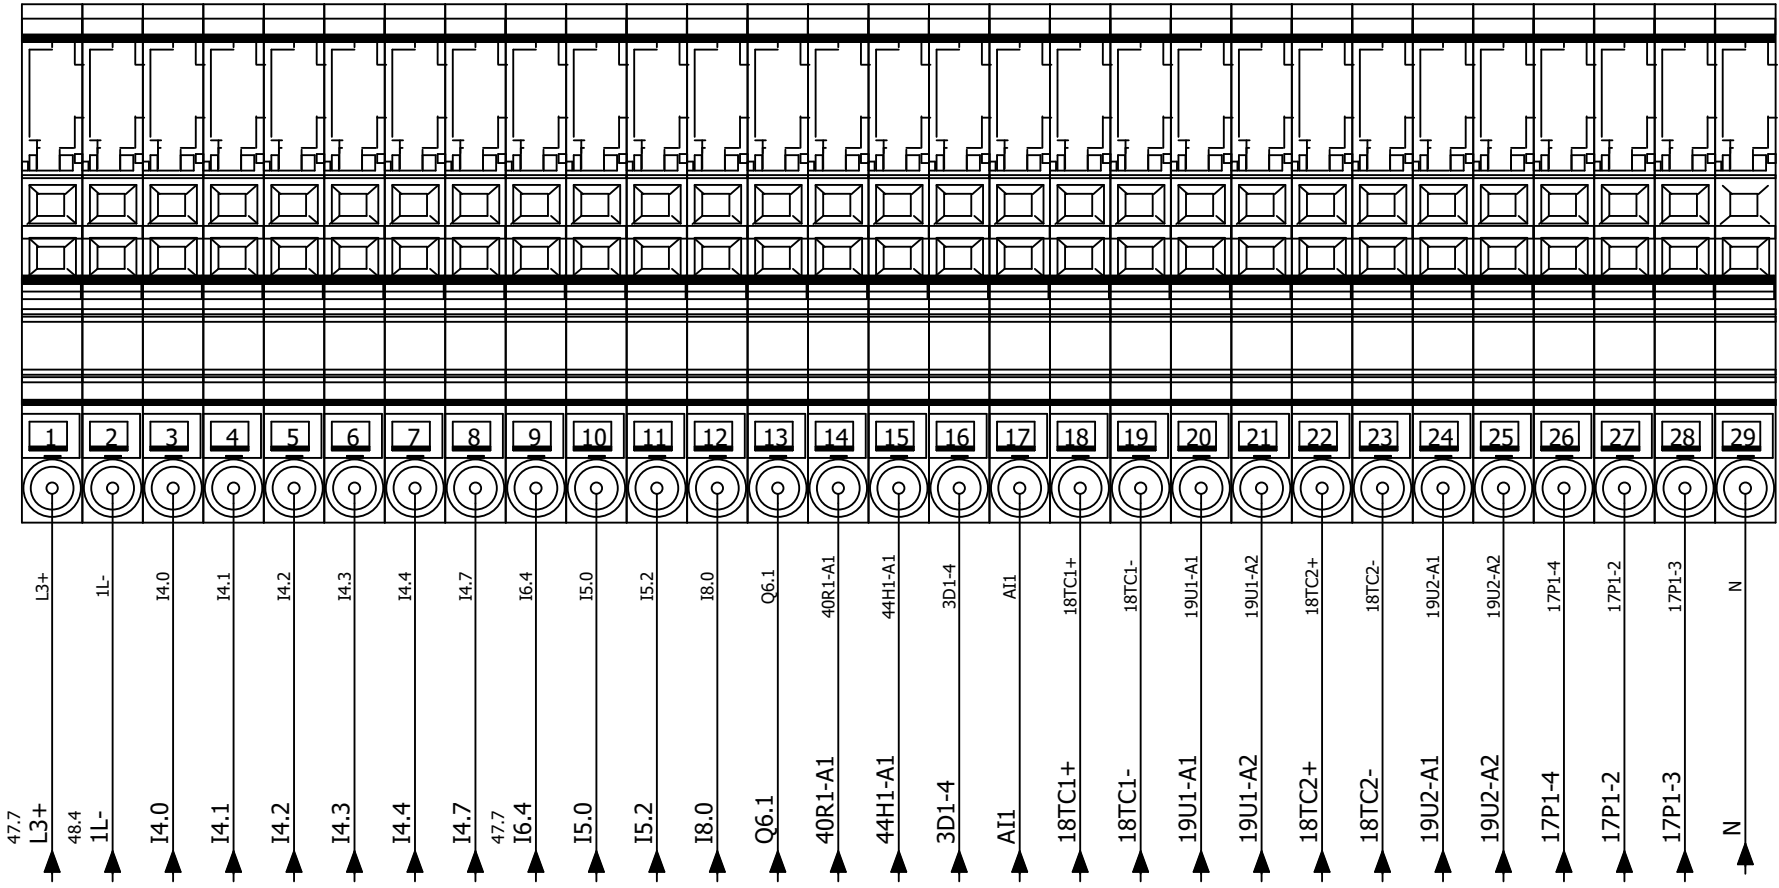 1 2 3 4 5 6 7 8 9 10 11 12 13 14 15 16 17 18 19 20 21 22 23 24 25 26 27 28 29
L3+
1L-
I4.0
I4.1
I4.2
I4.3
I4.4
I4.7
I6.4
I5.0
I5.2
I8.0
Q6.1
40R1-A1
44H1-A1
3D1-4
AI1
18TC1+
18TC1-
19U1-A1
19U1-A2
18TC2+
18TC2-
19U2-A1
19U2-A2
17P1-4
17P1-2
17P1-3
N
47.7
L3+
48.4
1L-
I4.0
I4.1
I4.2
I4.3
I4.4
I4.7
47.7
I6.4
I5.0
I5.2
I8.0
Q6.1
40R1-A1
44H1-A1
3D1-4
AI1
18TC1+
18TC1-
19U1-A1
19U1-A2
18TC2+
18TC2-
19U2-A1
19U2-A2
17P1-4
17P1-2
17P1-3
N